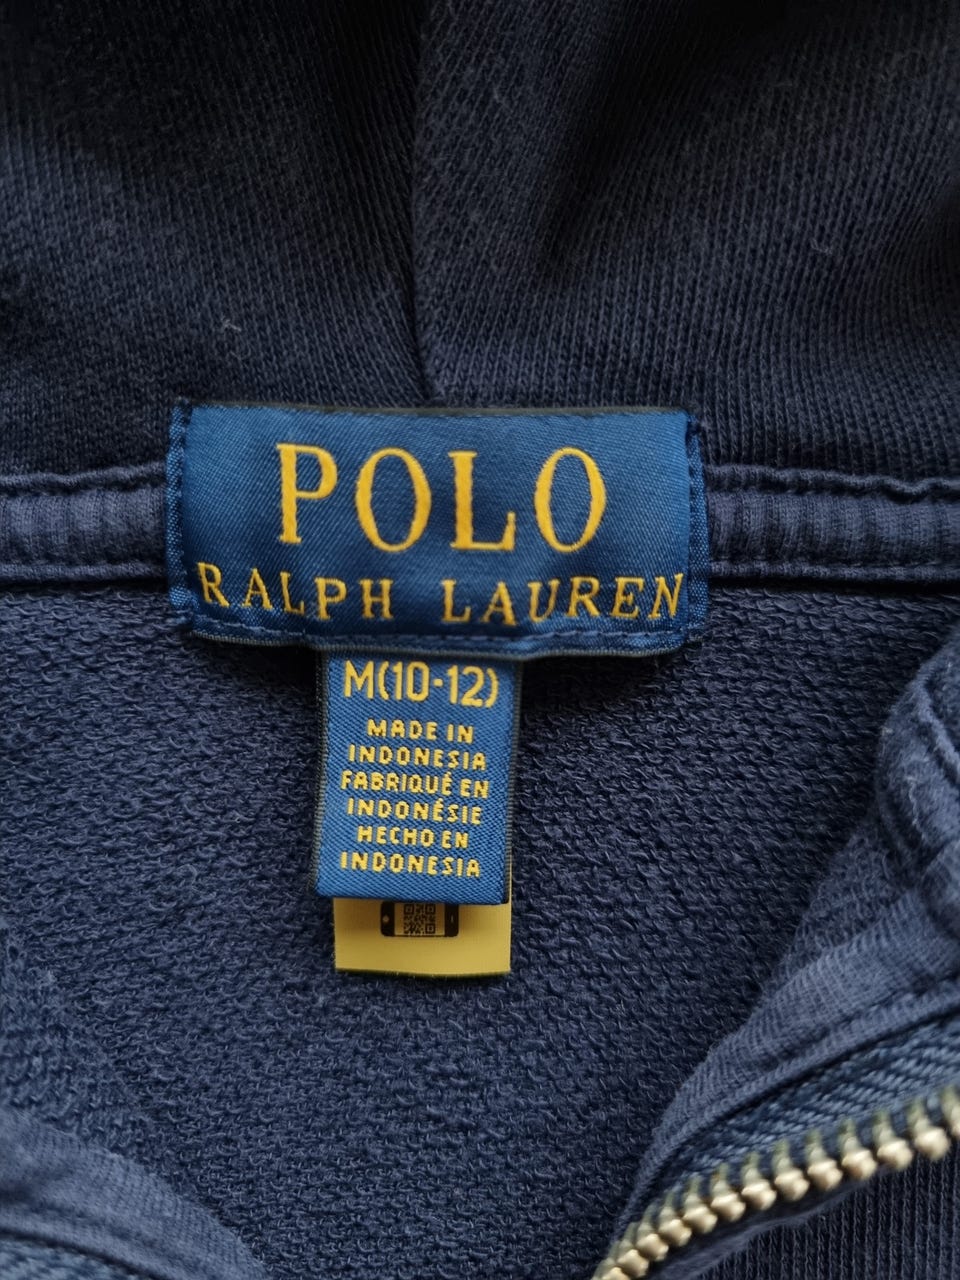 POLO
RALPH LAUREN
M(10-12)
MADE IN
INDONESIA
FABRIQUÉ EN
INDONÉSIE
HECHO EN
INDONESIA